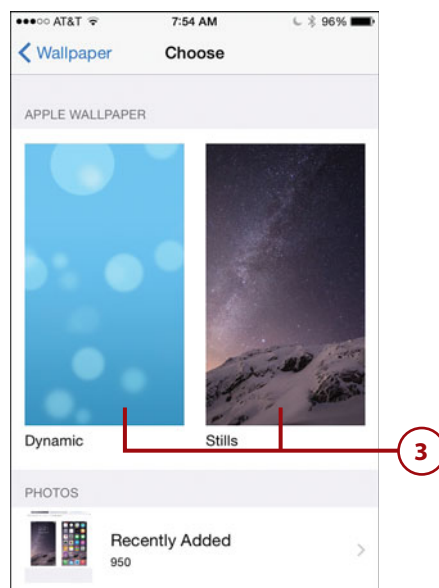 AT&T 7:54 AM 96%
Wallpaper Choose
APPLE WALLPAPER
Dynamic Stills
3
PHOTOS
Recently Added
950